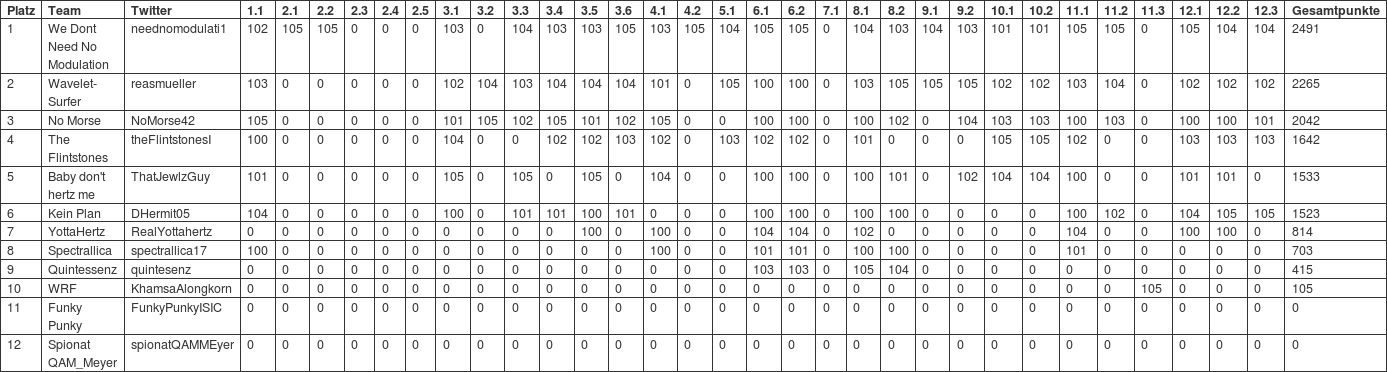 Platz Team Twitter 1.1 2.1 2.2 2.3 2.4 2.5 3.1 3.2 3.3 3.4 3.5 3.6 4.1 4.2 5.1 6.1 6.2 7.1 8.1 8.2 9.1 9.2 10.1 10.2 11.1 11.2 11.3 12.1 12.2 12.3 Gesamtpunkte
1 We Dont neednomodulati1 102 105 105 0 0 0 103 0 104 103 103 105 103 105 104 105 105 0 104 103 104 103 101 101 105 105 0 105 104 104 2491
Need No
Modulation
2 Wavelet- reasmueller 103 0 0 0 0 0 102 104 103 104 104 104 101 0 105 100 100 0 103 105 105 105 102 102 103 104 0 102 102 102 2265
Surfer
3 No Morse NoMorse42 105 0 0 0 0 0 101 105 102 105 101 102 105 0 0 100 100 0 100 102 0 104 103 103 100 103 0 100 100 101 2042
4 The theFlintstonesI 100 0 0 0 0 0 104 0 0 102 102 103 102 0 103 102 102 0 101 0 0 0 105 105 102 0 0 103 103 103 1642
Flintstones
5 Baby don't ThatJewIzGuy 101 0 0 0 0 0 105 0 105 0 105 0 104 0 0 100 100 0 100 101 0 102 104 104 100 0 0 101 101 0 1533
hertz me
6 Kein Plan DHermit05 104 0 0 0 0 0 100 0 101 101 100 101 0 0 0 100 100 0 100 100 0 0 0 0 100 102 0 104 105 105 1523
7 YottaHertz RealYottahertz 0 0 0 0 0 0 0 0 0 0 100 0 100 0 0 104 104 0 102 0 0 0 0 0 104 0 0 100 100 0 814
8 Spectrallica spectrallica17 100 0 0 0 0 0 0 0 0 0 0 0 100 0 0 101 101 0 100 100 0 0 0 0 101 0 0 0 0 0 703
9 Quintessenz quintesenz 0 0 0 0 0 0 0 0 0 0 0 0 0 0 0 103 103 0 105 104 0 0 0 0 0 0 0 0 0 0 415
10 WRF KhamsaAlongkorn 0 0 0 0 0 0 0 0 0 0 0 0 0 0 0 0 0 0 0 0 0 0 0 0 0 0 105 0 0 0 105
11 Funky FunkyPunkyISIC 0 0 0 0 0 0 0 0 0 0 0 0 0 0 0 0 0 0 0 0 0 0 0 0 0 0 0 0 0 0 0
Punky
12 Spionat spionatQAMMEyer 0 0 0 0 0 0 0 0 0 0 0 0 0 0 0 0 0 0 0 0 0 0 0 0 0 0 0 0 0 0 0
QAM_Meyer